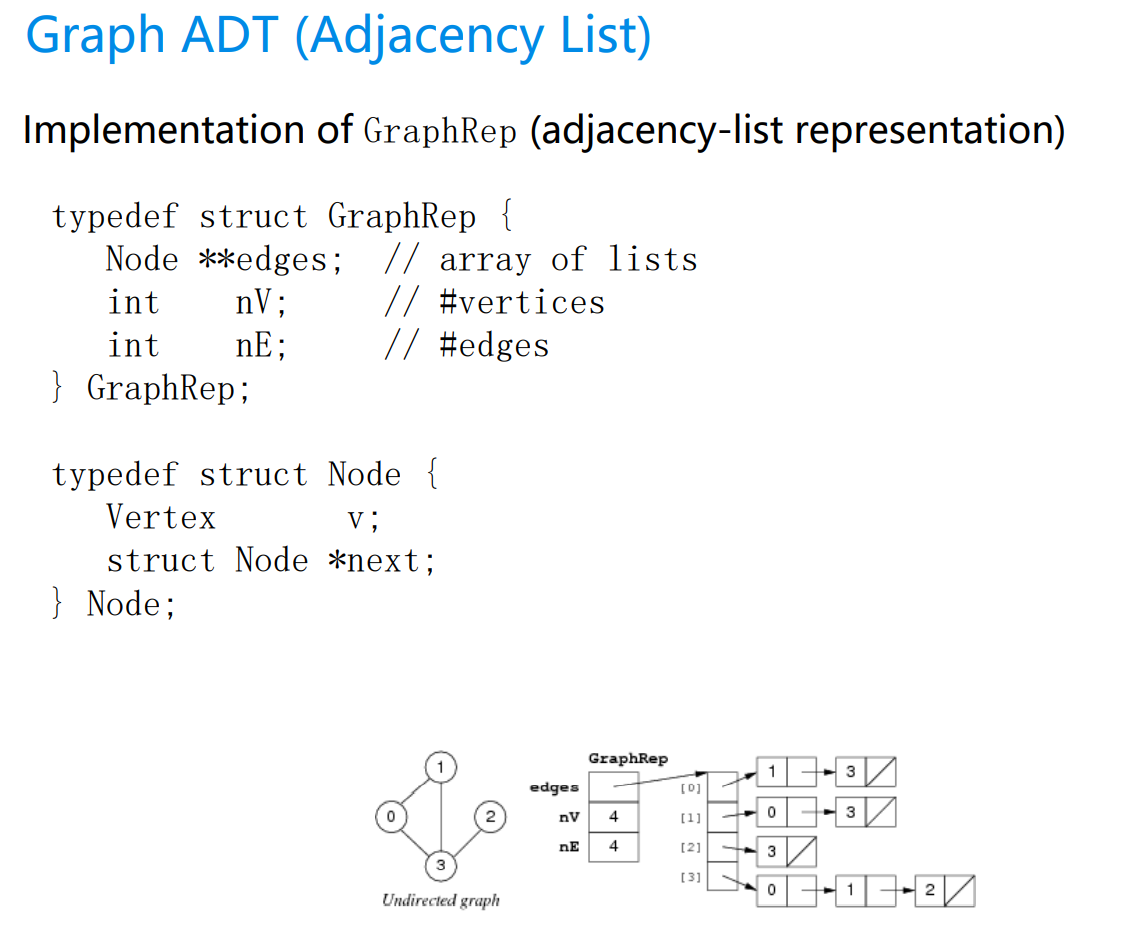 Graph ADT (Adjacency List)
Implementation of GraphRep (adjacency-list representation)
typedef struct GraphRep {
Node **edges; // array of lists
int nV; // #vertices
int nE; // #edges
} GraphRep;
typedef struct Node {
Vertex v;
struct Node *next;
} Node;
1
0
2
3
Undirected graph
GraphRep
edges
nV 4
nE 4
[0] 1 3
[1] 0 3
[2] 3
[3] 0 1 2